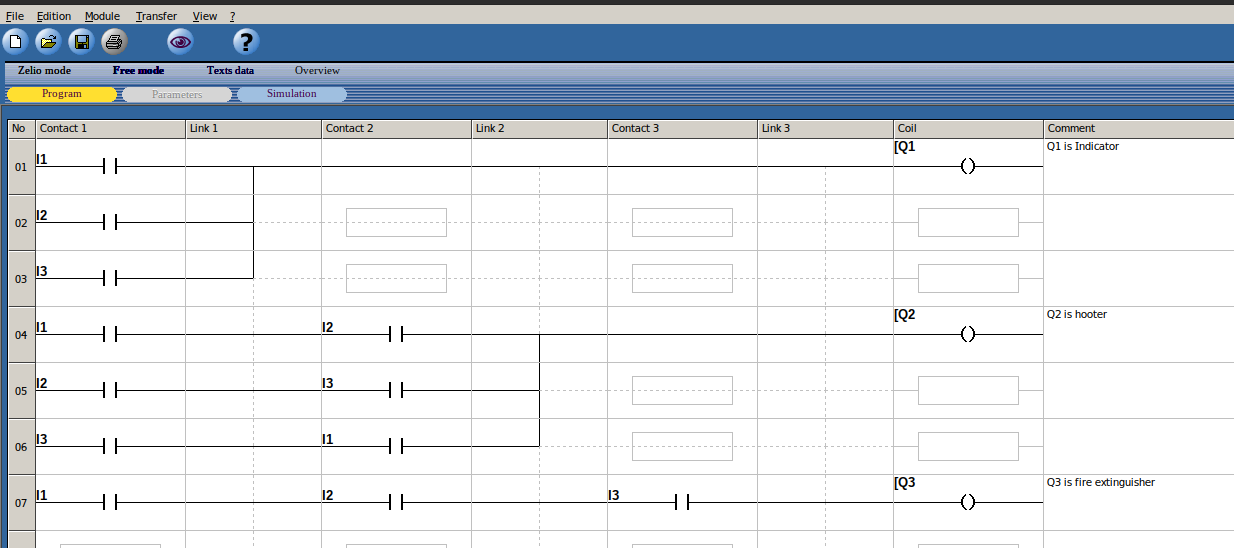 File Edition Module Transfer View ?
?
Zelio mode Free mode Texts data Overview
Program Parameters Simulation
No Contact 1 Link 1 Contact 2 Link 2 Contact 3 Link 3 Coil Comment
01 I1 [Q1 Q1 is Indicator
02 I2
03 I3
04 I1 I2 [Q2 Q2 is hooter
05 I2 I3
06 I3 I1
07 I1 I2 I3 [Q3 Q3 is fire extinguisher